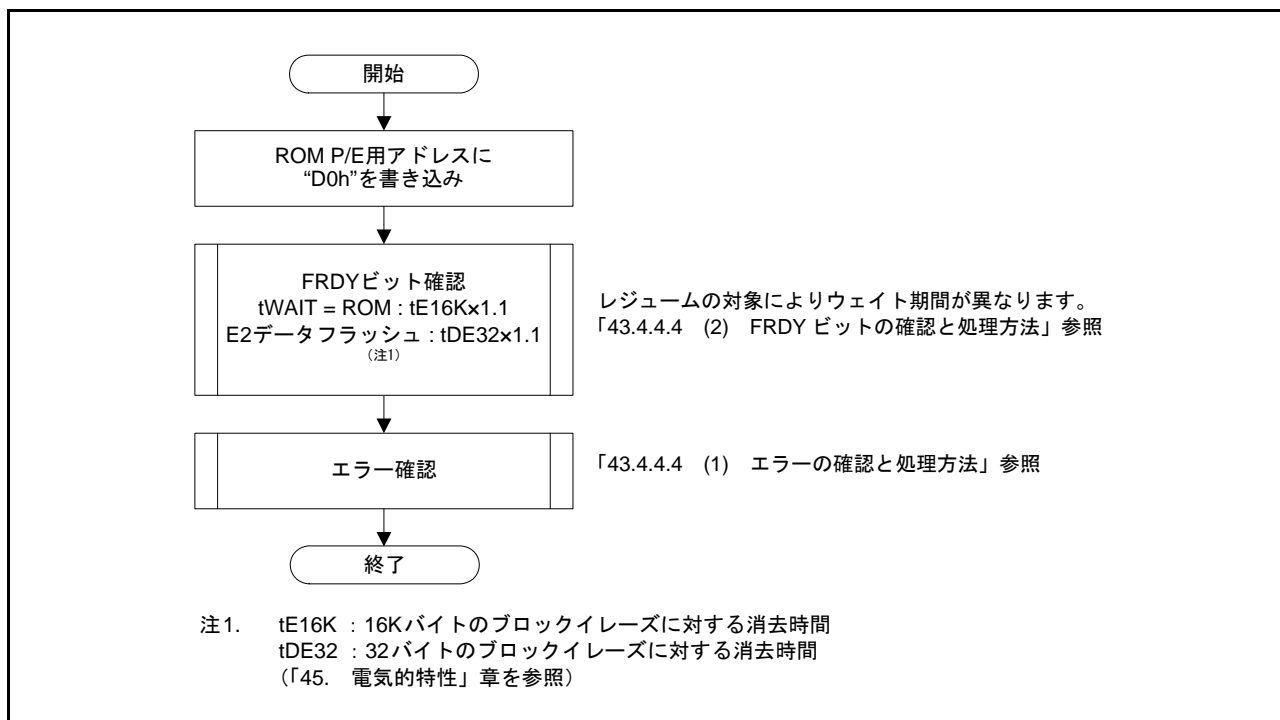 開始
ROM P/E用アドレスに
“D0h”を書き込み
FRDYビット確認
tWAIT = ROM : tE16K×1.1
E2データフラッシュ : tDE32×1.1
（注1）
レジュームの対象によりウェイト期間が異なります。
「43.4.4.4 (2) FRDY ビットの確認と処理方法」参照
エラー確認
「43.4.4.4 (1) エラーの確認と処理方法」参照
終了
注1. tE16K ：16Kバイトのブロックイレーズに対する消去時間
tDE32 ：32バイトのブロックイレーズに対する消去時間
（「45. 電気的特性」章を参照）